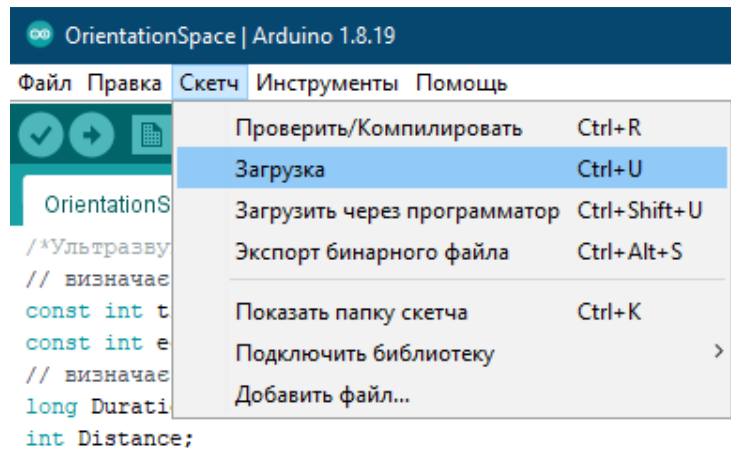 OrientationSpace | Arduino 1.8.19
Файл Правка Скетч Инструменты Помощь
Проверить/Компилировать Ctrl+R
Загрузка Ctrl+U
OrientationS
Загрузить через программатор Ctrl+Shift+U
/*Ультразву
Экспорт бинарного файла Ctrl+Alt+S
// визначає
const int t
Показать папку скетча Ctrl+K
const int e
Подключить библиотеку
// визначає
Добавить файл...
long Durati
int Distance;